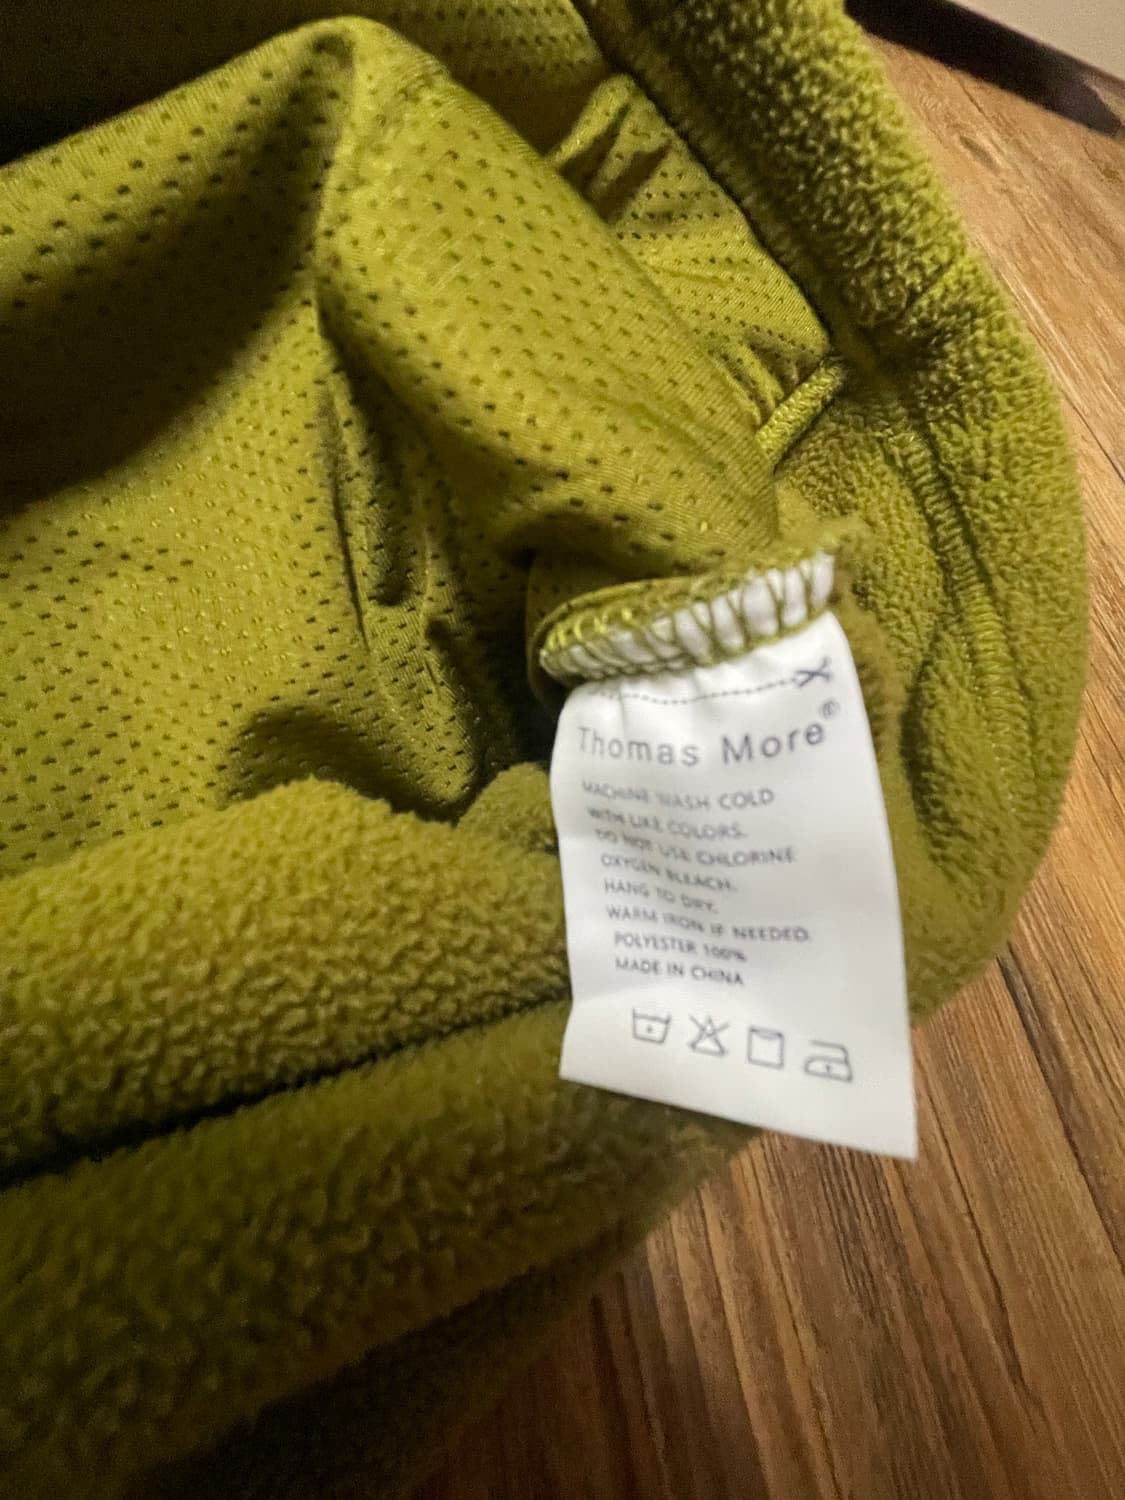 Thomas More®
MACHINE WASH COLD
WITH LIKE COLORS.
DO NOT USE CHLORINE
OXYGEN BLEACH.
HANG TO DRY.
WARM IRON IF NEEDED.
POLYESTER 100%
MADE IN CHINA